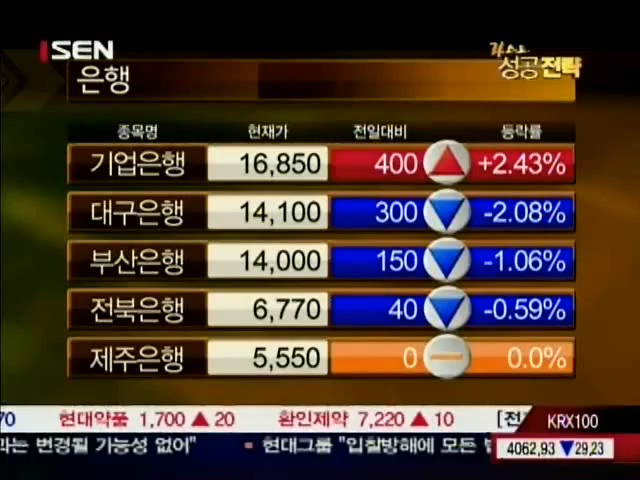 SEN
성공전략
은행
종목명 현재가 전일대비 등락률
기업은행 16,850 400 ▲ +2.43%
대구은행 14,100 300 ▼ -2.08%
부산은행 14,000 150 ▼ -1.06%
전북은행 6,770 40 ▼ -0.59%
제주은행 5,550 0 - 0.0%
70 현대약품 1,700 ▲ 20 환인제약 7,220 ▲ 10 [전 KRX100
과는 변경될 가능성 없어" 현대그룹 "입찰방해에 모든 4062,93 ▼29,23